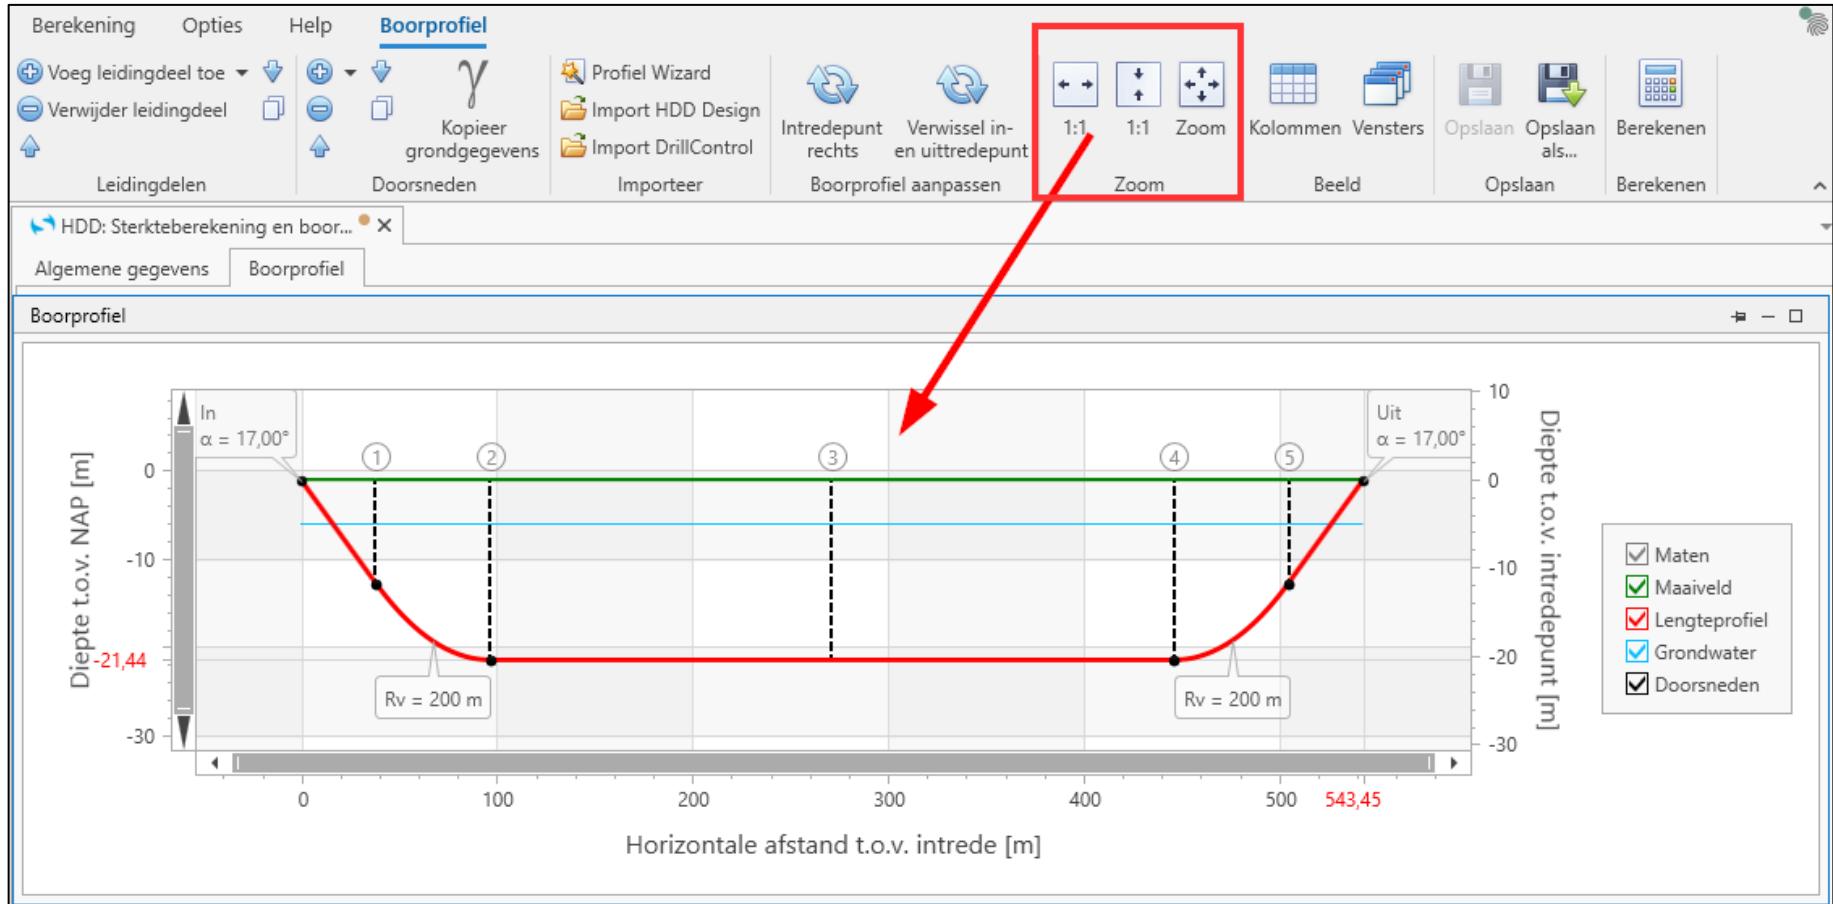 Berekening Opties Help Boorprofiel
Voeg leidingdeel toe
Verwijder leidingdeel
Leidingdelen
γ
Kopieer
grondgegevens
Doorsneden
Profiel Wizard
Import HDD Design
Import DrillControl
Importeer
Intredepunt
rechts
Verwissel in-
en uittredepunt
Boorprofiel aanpassen
1:1 1:1 Zoom
Zoom
Kolommen Vensters
Beeld
Opslaan
Opslaan
als...
Opslaan
Berekenen
Berekenen
HDD: Sterkteberekening en boor...
Algemene gegevens Boorprofiel
Boorprofiel
In
α = 17,00°
1 2 3 4 5
Uit
α = 17,00°
Diepte t.o.v. NAP [m]
0
-10
-21,44
-30
Rv = 200 m
Rv = 200 m
10
0
-10
-20
-30
Diepte t.o.v. intredepunt [m]
0 100 200 300 400 500 543,45
Horizontale afstand t.o.v. intrede [m]
Maten
Maaiveld
Lengteprofiel
Grondwater
Doorsneden